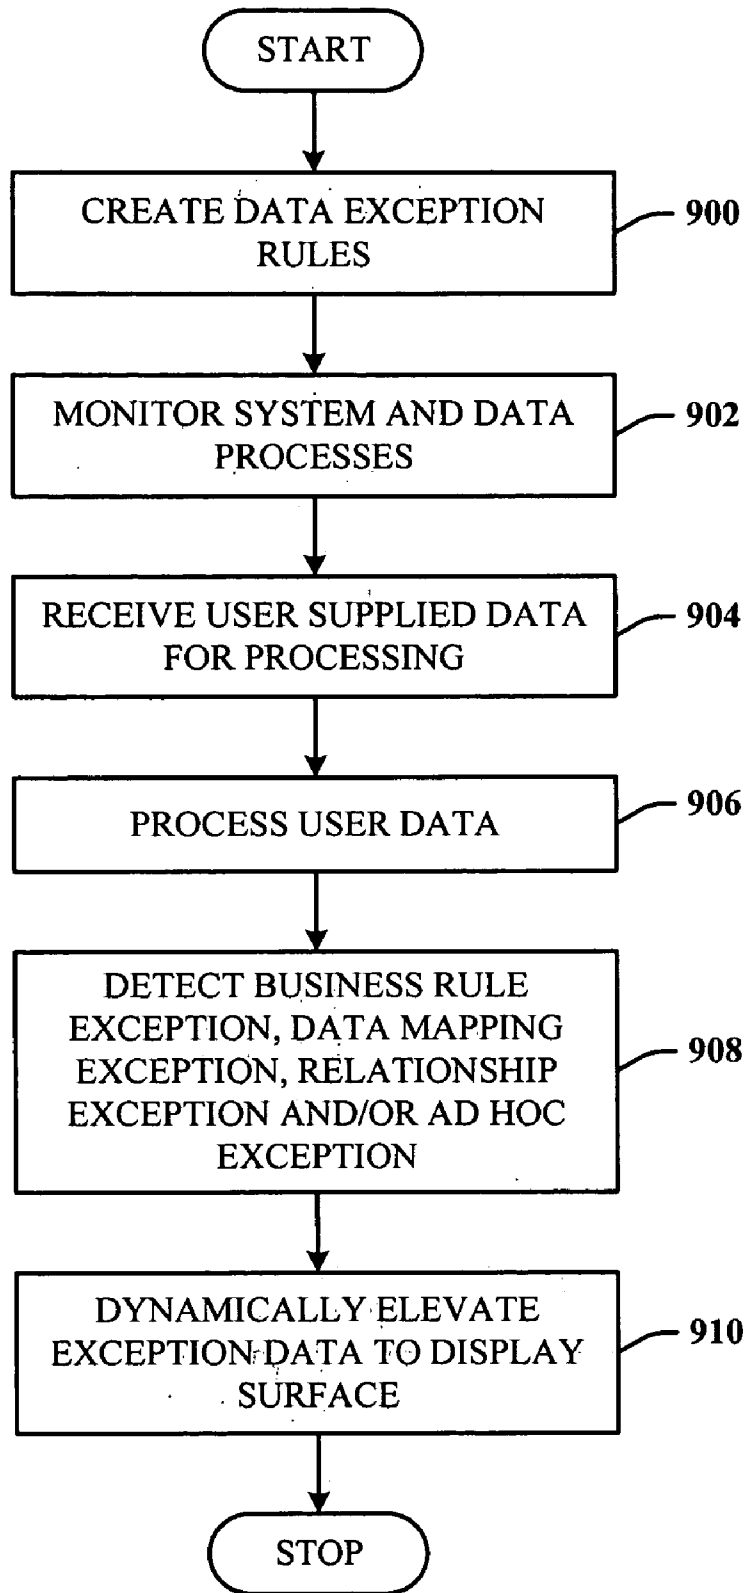 START
CREATE DATA EXCEPTION
RULES
900
MONITOR SYSTEM AND DATA
PROCESSES
902
RECEIVE USER SUPPLIED DATA
FOR PROCESSING
904
PROCESS USER DATA
906
DETECT BUSINESS RULE
EXCEPTION, DATA MAPPING
EXCEPTION, RELATIONSHIP
EXCEPTION AND/OR AD HOC
EXCEPTION
908
DYNAMICALLY ELEVATE
EXCEPTION DATA TO DISPLAY
SURFACE
910
STOP